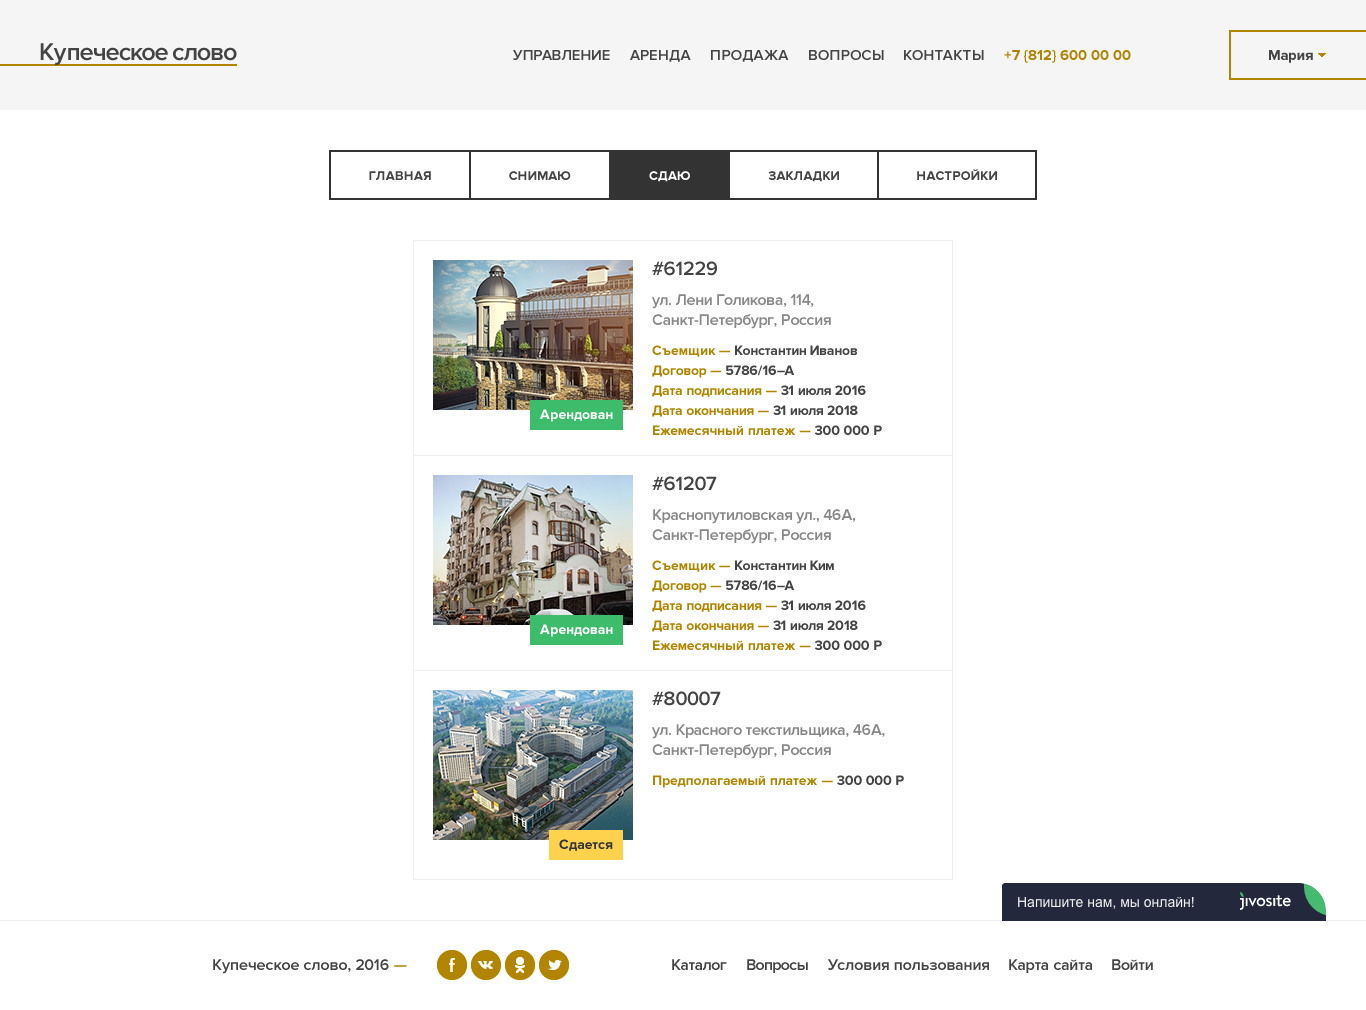 Купеческое слово
УПРАВЛЕНИЕ АРЕНДА ПРОДАЖА ВОПРОСЫ КОНТАКТЫ +7 {812} 600 00 00
Мария
ГЛАВНАЯ СНИМАЮ СДАЮ ЗАКЛАДКИ НАСТРОЙКИ
#61229
ул. Лени Голикова, 114,
Санкт-Петербург, Россия
Съемщик — Константин Иванов
Договор — 5786/16–А
Дата подписания — 31 июля 2016
Дата окончания — 31 июля 2018
Ежемесячный платеж — 300 000 Р
Арендован
#61207
Краснопутиловская ул., 46А,
Санкт-Петербург, Россия
Съемщик — Константин Ким
Договор — 5786/16–А
Дата подписания — 31 июля 2016
Дата окончания — 31 июля 2018
Ежемесячный платеж — 300 000 Р
Арендован
#80007
ул. Красного текстильщика, 46А,
Санкт-Петербург, Россия
Предполагаемый платеж — 300 000 Р
Сдается
Напишите нам, мы онлайн! jivosite
Купеческое слово, 2016 —
Каталог Вопросы Условия пользования Карта сайта Войти